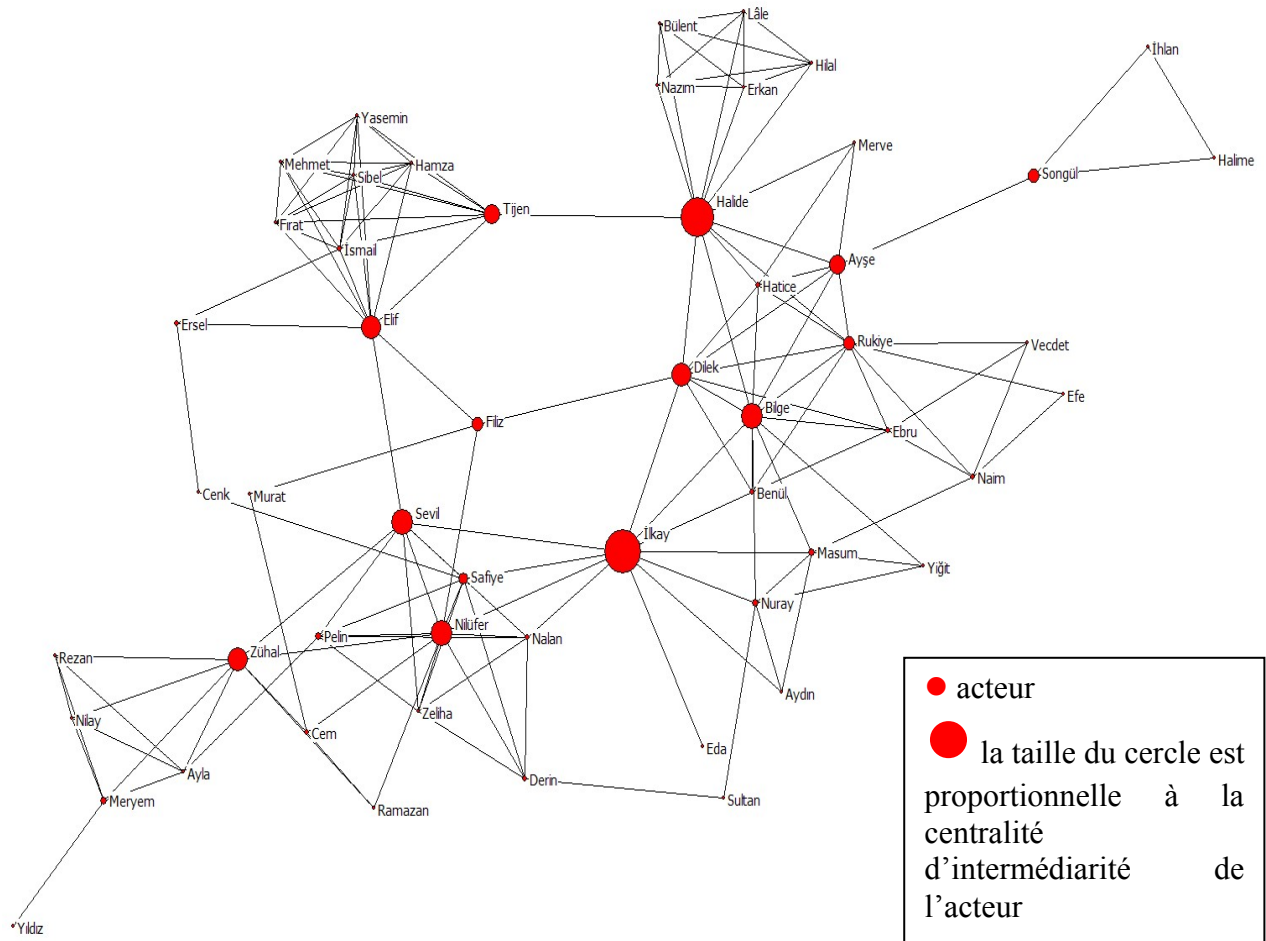 Lâle
Bülent
İhlan
Hilal
Nazım
Erkan
Yasemin
Merve
Mehmet
Hamza
Halime
Sibel
Songül
Halide
Tijen
Fırat
İsmail
Ayşe
Hatice
Ersel
Elif
Rukiye
Vecdet
Dilek
Efe
Bilge
Filiz
Ebru
Naim
Cenk
Murat
Benül
Sevil
İlkay
Masum
Yiğit
Safiye
Nuray
Nilüfer
Pelin
Nalan
Zühal
Rezan
Aydın
Nilay
Zeliha
Cem
Eda
Ayla
Derin
Meryem
Sultan
Ramazan
Yıldız
acteur
la taille du cercle est
proportionnelle à la
centralité
d’intermédiarité de
l’acteur